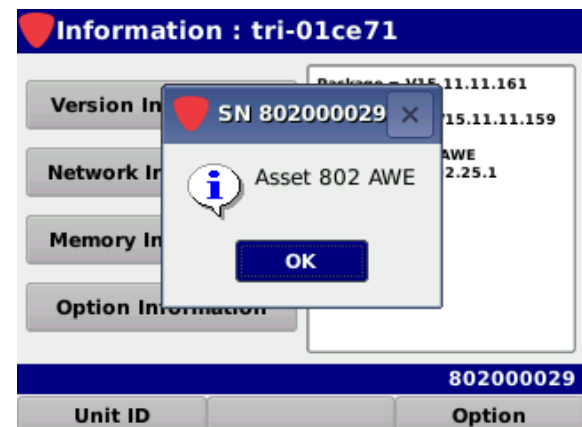 Information : tri-01ce71
Package = V15.11.11.161
Version In
SN 802000029
15.11.11.159
AWE
Network In
Asset 802 AWE
2.25.1
Memory In
OK
Option Information
802000029
Unit ID
Option